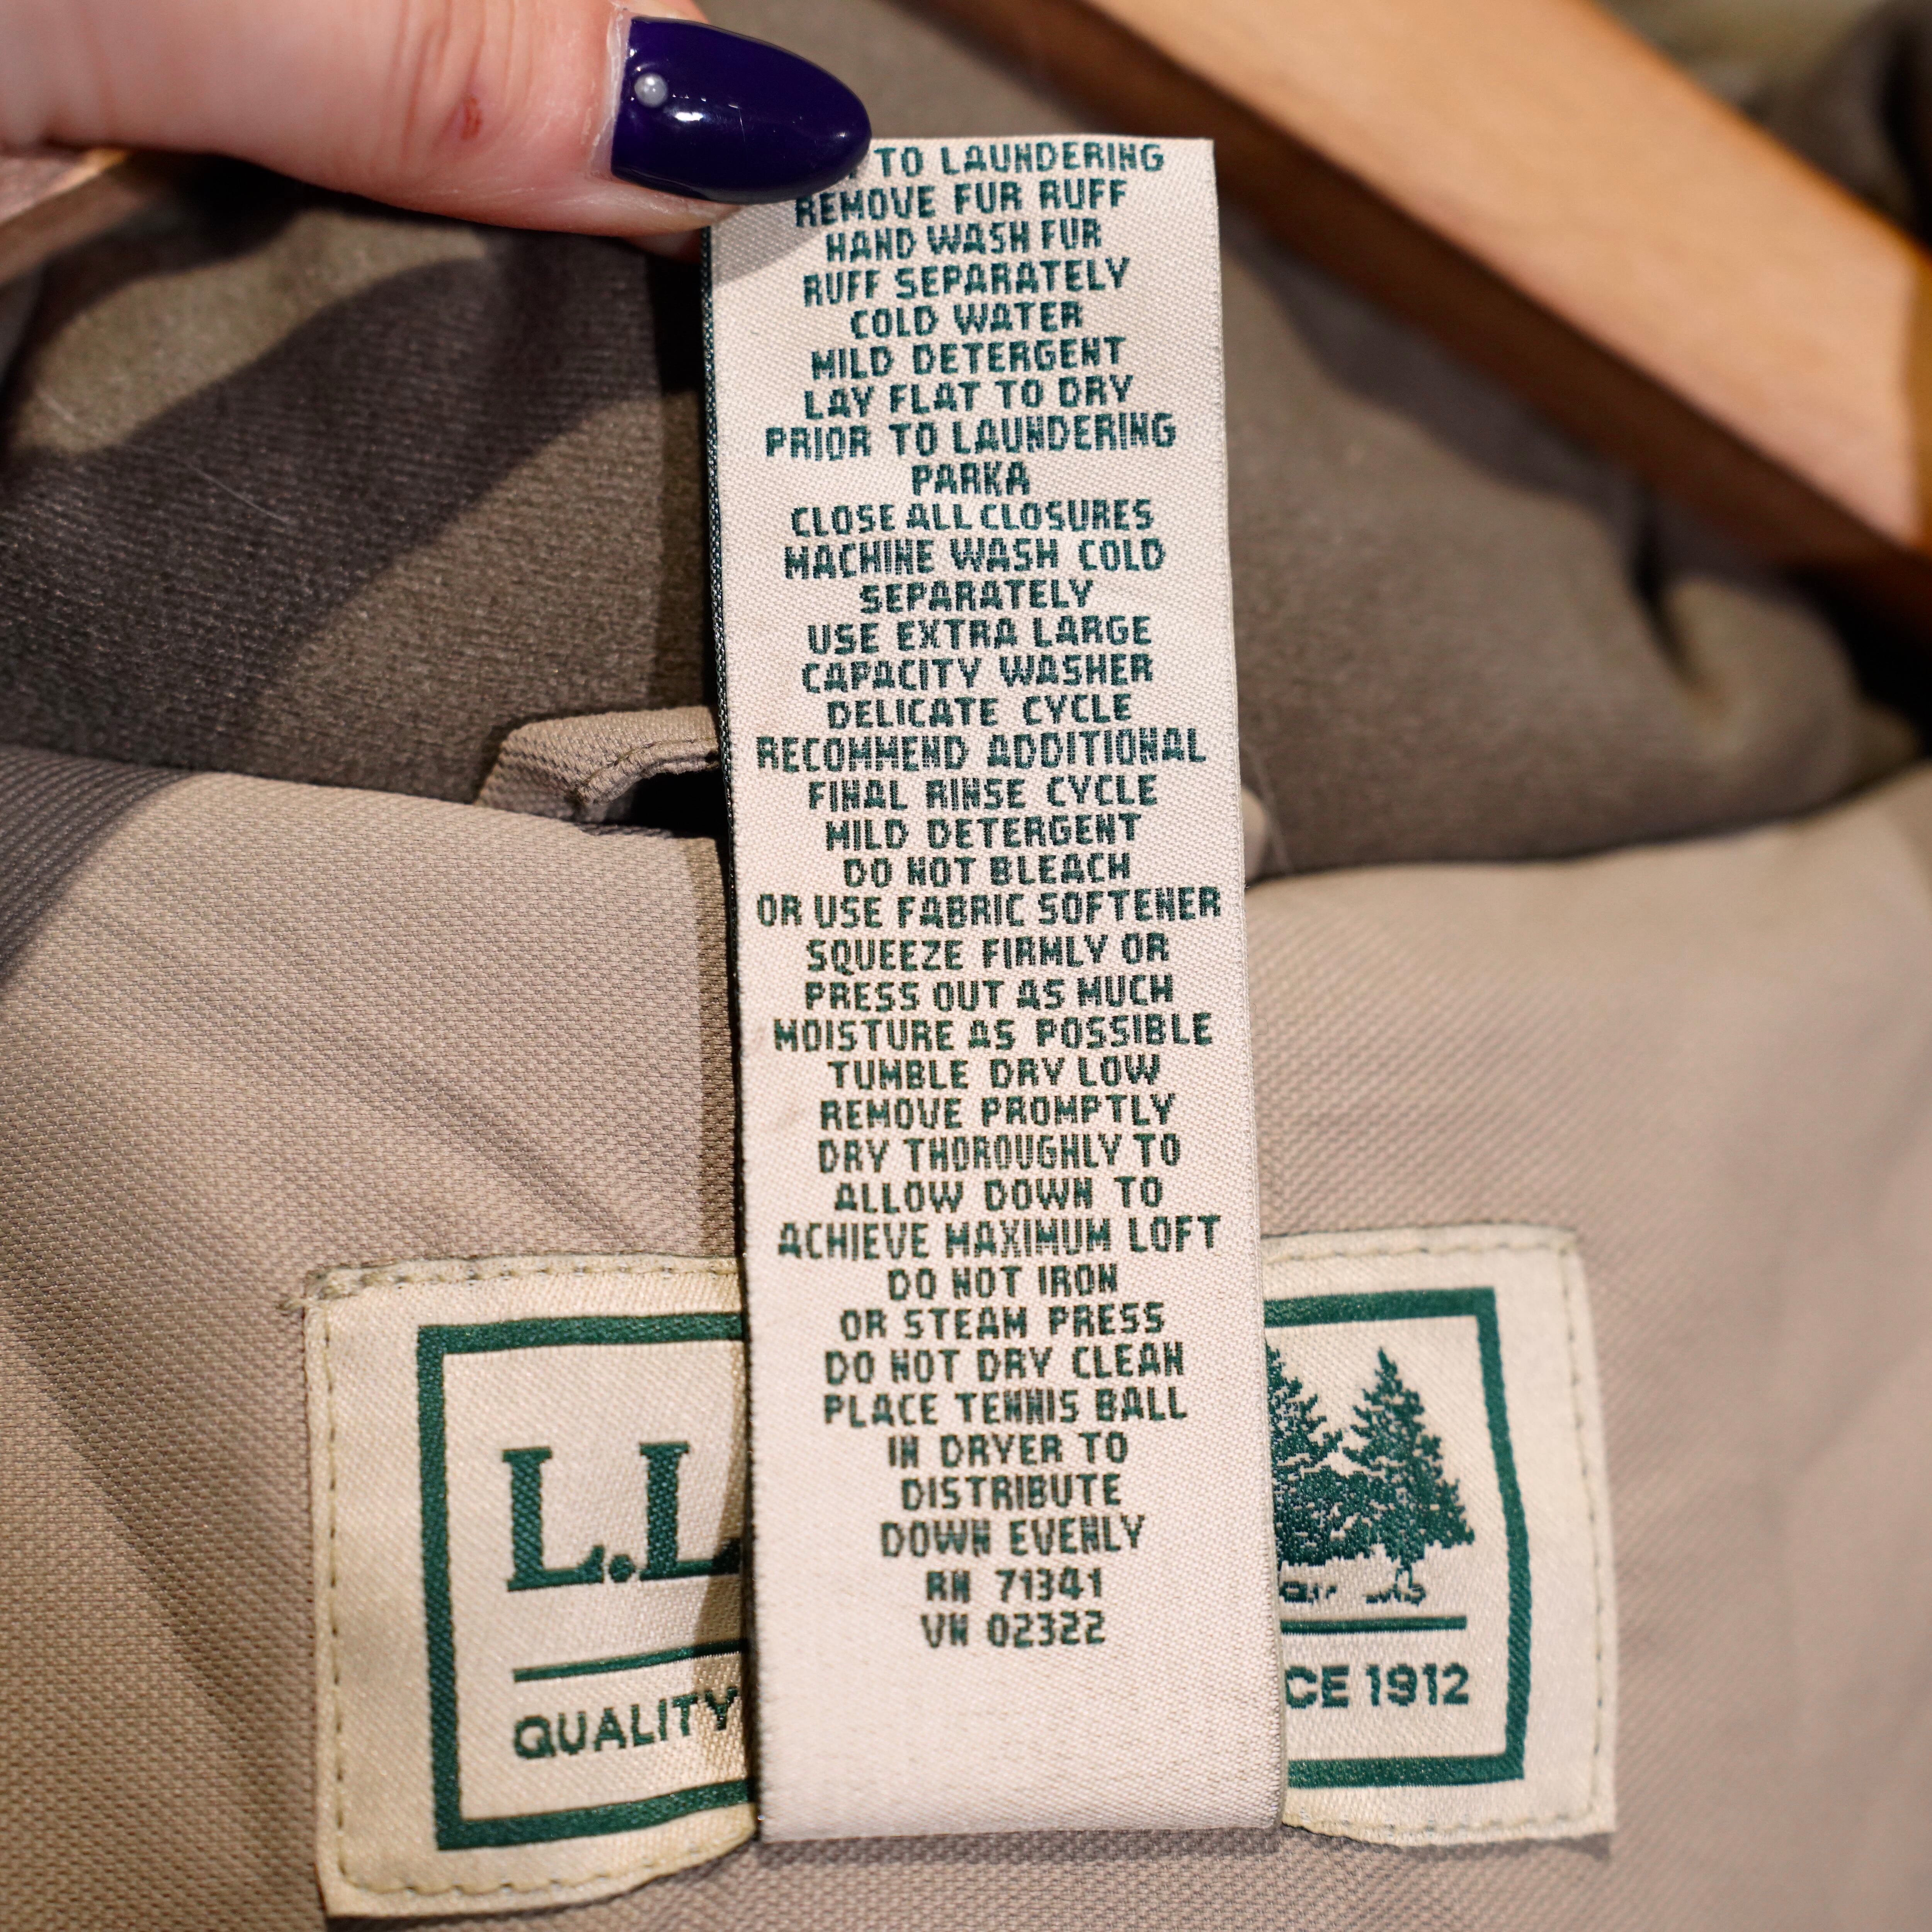 TO LAUNDERING
REMOVE FUR RUFF
HAND WASH FUR
RUFF SEPARATELY
COLD WATER
MILD DETERGENT
LAY FLAT TO DRY
PRIOR TO LAUNDERING
PARKA
CLOSE ALL CLOSURES
MACHINE WASH COLD
SEPARATELY
USE EXTRA LARGE
CAPACITY WASHER
DELICATE CYCLE
RECOMMEND ADDITIONAL
FINAL RINSE CYCLE
MILD DETERGENT
DO NOT BLEACH
OR USE FABRIC SOFTENER
SQUEEZE FIRMLY OR
PRESS OUT AS MUCH
MOISTURE AS POSSIBLE
TUMBLE DRY LOW
REMOVE PROMPTLY
DRY THOROUGHLY TO
ALLOW DOWN TO
ACHIEVE MAXIMUM LOFT
DO NOT IRON
OR STEAM PRESS
DO NOT DRY CLEAN
PLACE TENNIS BALL
IN DRYER TO
DISTRIBUTE
DOWN EVENLY
RN 71341
VN 02322
L.L
QUALITY
CE 1912